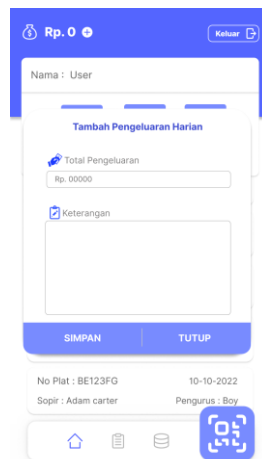 Rp. 0
Keluar
Nama : User
Tambah Pengeluaran Harian
Total Pengeluaran
Rp. 00000
Keterangan
SIMPAN TUTUP
No Plat : BE123FG 10-10-2022
Sopir : Adam carter Pengurus : Boy